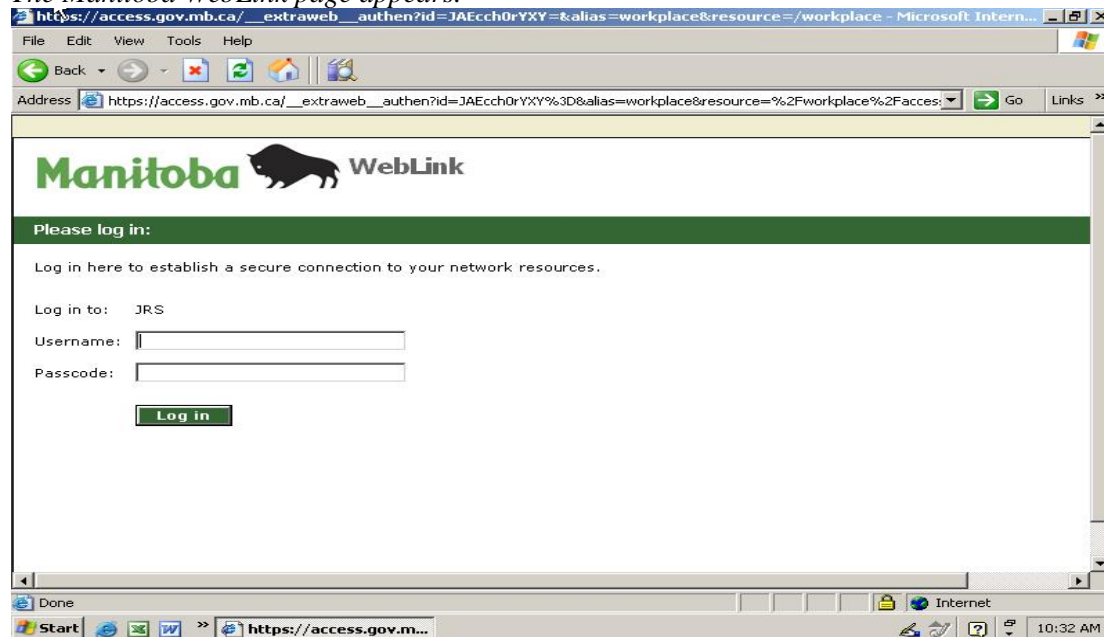 The Manitoba WebLink page appears.
https://access.gov.mb.ca/__extraweb__authen?id=JAEcch0rYXY=&alias=workplace&resource=/workplace - Microsoft Intern...
File Edit View Tools Help
Back
Address https://access.gov.mb.ca/__extraweb__authen?id=JAEcch0rYXY%3D&alias=workplace&resource=%2Fworkplace%2Facces Go Links »
Manitoba WebLink
Please log in:
Log in here to establish a secure connection to your network resources.
Log in to: JRS
Username:
Passcode:
Log in
Done Internet
Start » https://access.gov.m... 10:32 AM